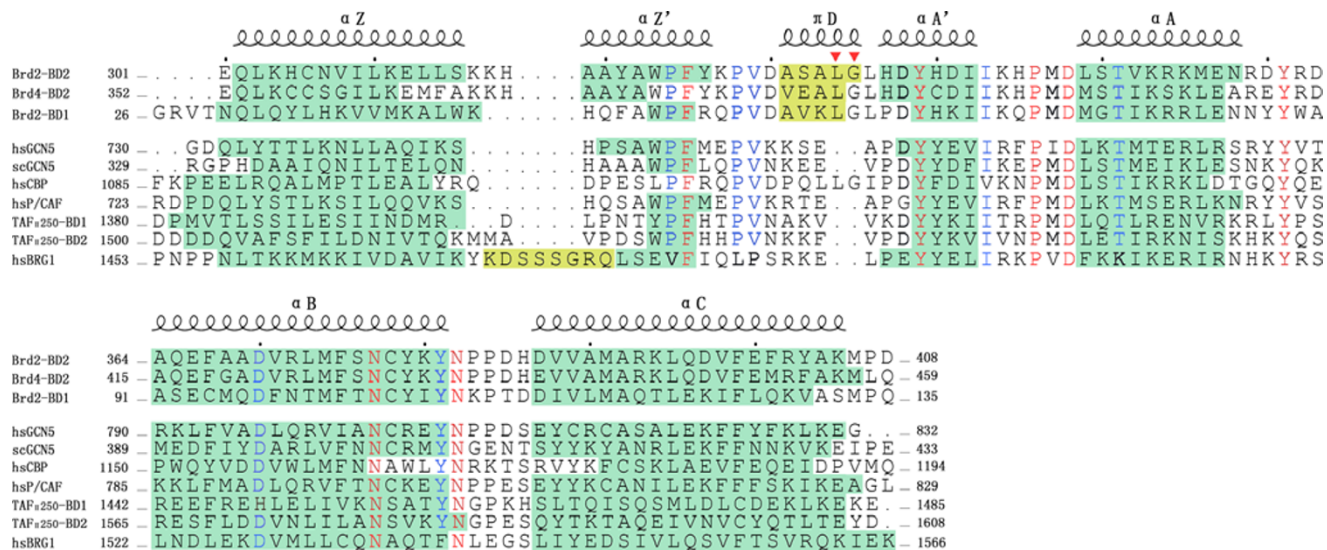 αZ αZ' πD αA' αA
Brd2-BD2 301 ....EQLKHCNVILKELLSKKH.....AAYAWPFYKPVDASALGLHDYHDIIKHPMDLSTVKRKMENRDYRD
Brd4-BD2 352 ....EQLKCCSGILKEMFAKKH.....AAYAWPFYKPVDVEALGLHDYCDIIKHPMDMSTIKSKLEAREYRD
Brd2-BD1 26 GRVTNQLQYLHKVVMKALWK......HQFAWPFRQPVDAVKLGLPDYHKIIKQPMDMGTIKRRLENNYYWA
hsGCN5 730 ..GDQLYTTLKNLLAQIKS......HPSAWPFMEPVKKSE..APDYYEVIRFPIDLKTMTERLRSRYYVT
scGCN5 329 ..RGPHDAAIQNILTELQN......HAAAWPFLQPVNKEE..VPDYYDFIKEPMDLSTMEIKLESNKYQK
hsCBP 1085 FKPEELRQALMPTLEALYRQ.....DPESLPFRQPVDPQLLGIPDYFDIVKNPMDLSTIKRKLDTGQYQE
hsP/CAF 723 RDPDQLYSTLKSILQQVKS......HQSAWPFMEPVKRTE..APGYYEVIRFPMDLKTMSERLKNRYYVS
TAFII250-BD1 1380 DPMVTLSSILESIINDMR..D....LPNTYPFHTPVNAKV..VKDYYKIITRPMDLQTLRENVRKRLYPS
TAFII250-BD2 1500 DDDDQVAFSFILDNIVTQKMMA...VPDSWPFHHPVNKKF..VPDYYKVIVNPMDLETIRKNISKHKYQS
hsBRG1 1453 PNPPNLTKKMKKIVDAVIKYKDSSSGRQLSEVFIQLPSRKE..LPEYYELIRKPVDFKKIKERIRNHKYRS
αB αC
Brd2-BD2 364 AQEFAADVRLMFSNCYKYNPPDHDVVAMARKLQDVFEFRYAKMPD 408
Brd4-BD2 415 AQEFGADVRLMFSNCYKYNPPDHEVVAMARKLQDVFEMRFAKMLQ 459
Brd2-BD1 91 ASECMQDFNTMFTNCYIYNKPTDDIVLMAQTLEKIFLQKVASMPQ 135
hsGCN5 790 RKLFVADLQRVIANCREYNPPDSEYCRCASALEKFFYFKLKEG.. 832
scGCN5 389 MEDFIYDARLVFNNCRMYNGENTSYYKYANRLEKFFNNKVKEIPE 433
hsCBP 1150 PWQYVDDVWLMFNNAWLYNRKTSRVYKFCSKLAEVFEQEIDPVMQ 1194
hsP/CAF 785 KKLFMADLQRVFTNCKEYNPPESEYYKCANILEKFFFSKIKEAGL 829
TAFII250-BD1 1442 REEFREHLELIVKNSATYNGPKHSLTQISQSMLDLCDEKLKEKE. 1485
TAFII250-BD2 1565 RESFLDDVNLILANSVKYNGPESQYTKTAQEIVNVCYQTLTEYD. 1608
hsBRG1 1522 LNDLEKDVMLLCQNAQTFNLEGSLIYEDSIVLQSVFTSVRQKIEK 1566